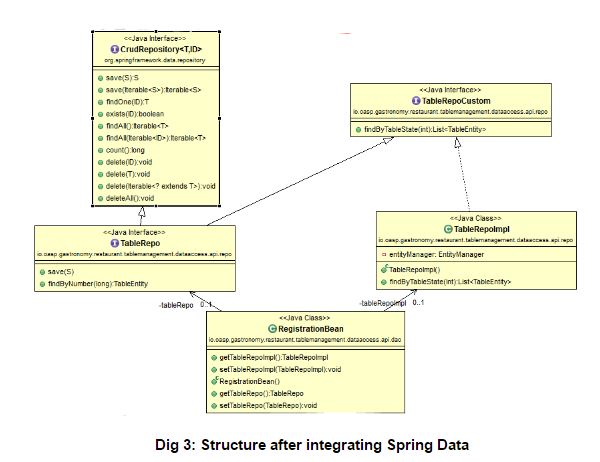 <<Java Interface>>
CrudRepository<T,ID>
org.springframework.data.repository
save(S):S
save(Iterable<S>):Iterable<S>
findOne(ID):T
exists(ID):boolean
findAll():Iterable<T>
findAll(Iterable<ID>):Iterable<T>
count():long
delete(ID):void
delete(T):void
delete(Iterable<? extends T>):void
deleteAll():void
<<Java Interface>>
TableRepoCustom
io.oasp.gastronomy.restaurant.tablemanagement.dataaccess.api.repo
findByTableState(int):List<TableEntity>
<<Java Interface>>
TableRepo
io.oasp.gastronomy.restaurant.tablemanagement.dataaccess.api.repo
save(S)
findByNumber(long):TableEntity
<<Java Class>>
TableRepoImpl
io.oasp.gastronomy.restaurant.tablemanagement.dataaccess.api.repo
entityManager: EntityManager
TableRepoImpl()
findByTableState(int):List<TableEntity>
-tableRepo 0..1
-tableRepoImpl 0..1
<<Java Class>>
RegistrationBean
io.oasp.gastronomy.restaurant.tablemanagement.dataaccess.api.dao
getTableRepoImpl():TableRepoImpl
setTableRepoImpl(TableRepoImpl):void
RegistrationBean()
getTableRepo():TableRepo
setTableRepo(TableRepo):void
Dig 3: Structure after integrating Spring Data